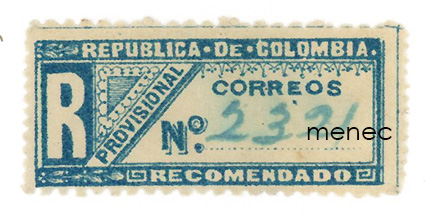 REPUBLICA · DE · COLOMBIA.
R
PROVISIONAL
CORREOS
Nº 2321
menec
RECOMENDADO